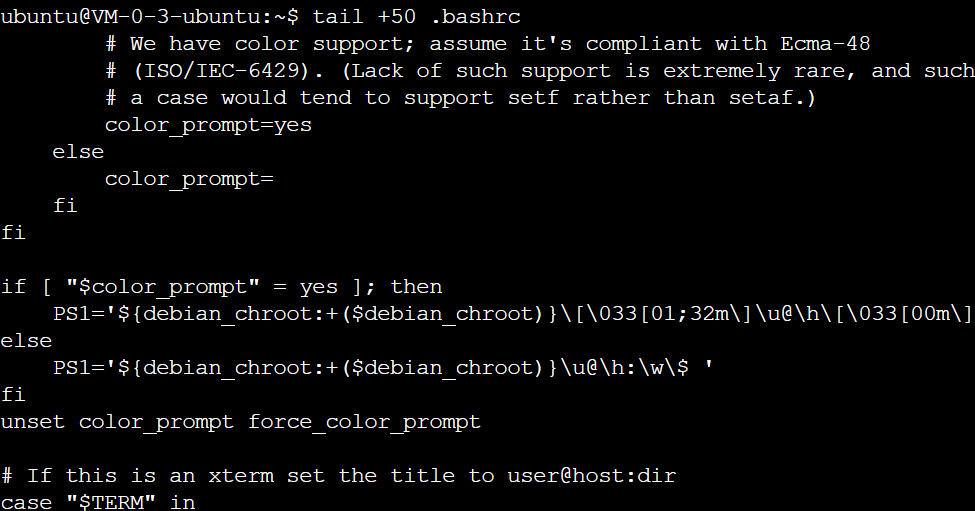 ubuntu@VM-0-3-ubuntu:~$ tail +50 .bashrc
        # We have color support; assume it's compliant with Ecma-48
        # (ISO/IEC-6429). (Lack of such support is extremely rare, and such
        # a case would tend to support setf rather than setaf.)
        color_prompt=yes
    else
        color_prompt=
    fi
fi

if [ "$color_prompt" = yes ]; then
    PS1='${debian_chroot:+($debian_chroot)}\[\033[01;32m\]\u@\h\[\033[00m\]
else
    PS1='${debian_chroot:+($debian_chroot)}\u@\h:\w\$ '
fi
unset color_prompt force_color_prompt

# If this is an xterm set the title to user@host:dir
case "$TERM" in